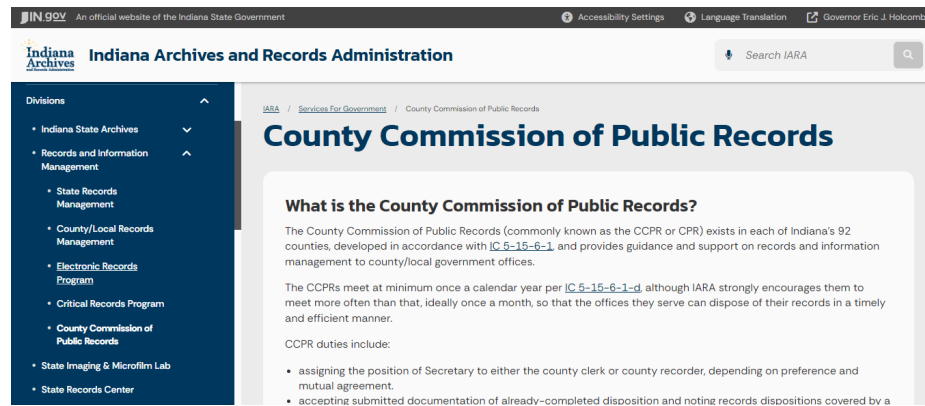 IN.gov An official website of the Indiana State Government
Accessibility Settings
Language Translation
Governor Eric J. Holcomb
Indiana
Archives
and Records Administration
Indiana Archives and Records Administration
Search IARA
Divisions
• Indiana State Archives
• Records and Information
Management
• State Records
Management
• County/Local Records
Management
• Electronic Records
Program
• Critical Records Program
• County Commission of
Public Records
• State Imaging & Microfilm Lab
• State Records Center
IARA / Services For Government / County Commission of Public Records
County Commission of Public Records
What is the County Commission of Public Records?
The County Commission of Public Records (commonly known as the CCPR or CPR) exists in each of Indiana's 92
counties, developed in accordance with IC 5-15-6-1, and provides guidance and support on records and information
management to county/local government offices.
The CCPRs meet at minimum once a calendar year per IC 5-15-6-1-d, although IARA strongly encourages them to
meet more often than that, ideally once a month, so that the offices they serve can dispose of their records in a timely
and efficient manner.
CCPR duties include:
• assigning the position of Secretary to either the county clerk or county recorder, depending on preference and
mutual agreement.
• accepting submitted documentation of already-completed disposition and noting records dispositions covered by a